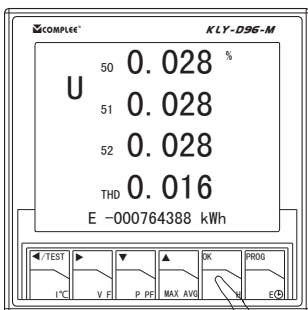 COMPLEE® KLY-D96-M
50 0.028 %
U
51 0.028
52 0.028
THD 0.016
E -000764388 kWh
◀/TEST ▶ ▼ ▲ OK PROG
I℃ V F P PF MAX AVG H E